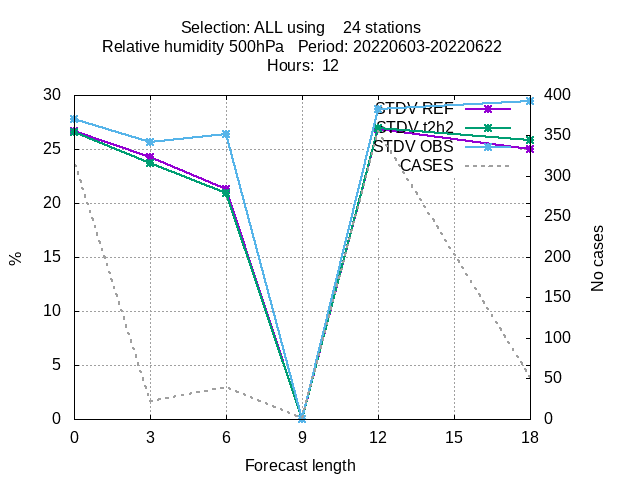 Selection: ALL using    24 stations
Relative humidity 500hPa   Period: 20220603-20220622
Hours:  12
30
25
20
15
10
5
0
%
STDV REF
STDV t2h2
STDV OBS
CASES
400
350
300
250
200
150
100
50
0
No cases
0 3 6 9 12 15 18
Forecast length